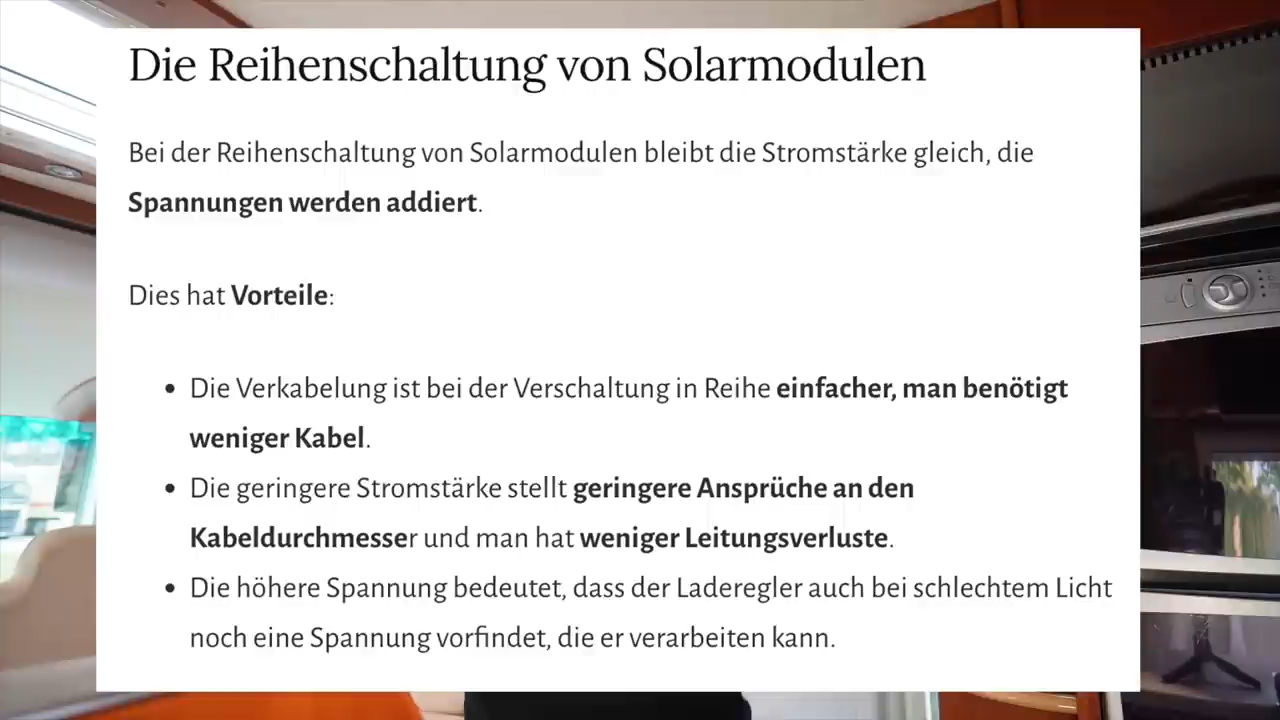 Die Reihenschaltung von Solarmodulen
Bei der Reihenschaltung von Solarmodulen bleibt die Stromstärke gleich, die
Spannungen werden addiert.
Dies hat Vorteile:
• Die Verkabelung ist bei der Verschaltung in Reihe einfacher, man benötigt
weniger Kabel.
• Die geringere Stromstärke stellt geringere Ansprüche an den
Kabeldurchmesser und man hat weniger Leitungsverluste.
• Die höhere Spannung bedeutet, dass der Laderegler auch bei schlechtem Licht
noch eine Spannung vorfindet, die er verarbeiten kann.